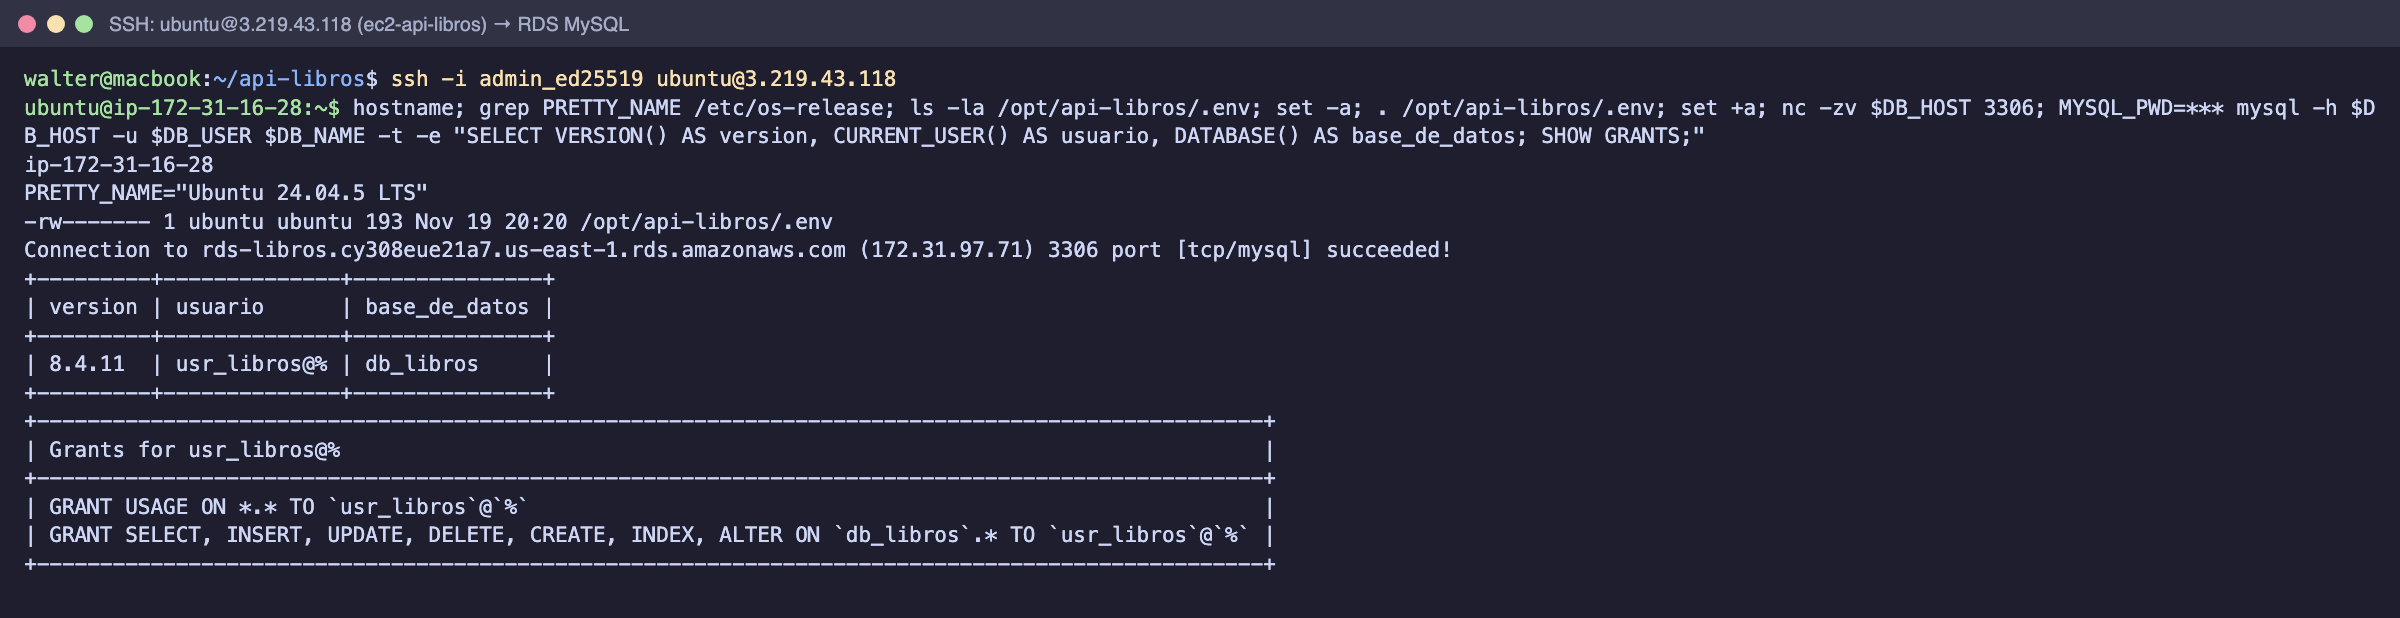 SSH: ubuntu@3.219.43.118 (ec2-api-libros) → RDS MySQL
walter@macbook:~/api-libros$ ssh -i admin_ed25519 ubuntu@3.219.43.118
ubuntu@ip-172-31-16-28:~$ hostname; grep PRETTY_NAME /etc/os-release; ls -la /opt/api-libros/.env; set -a; . /opt/api-libros/.env; set +a; nc -zv $DB_HOST 3306; MYSQL_PWD=*** mysql -h $D
B_HOST -u $DB_USER $DB_NAME -t -e "SELECT VERSION() AS version, CURRENT_USER() AS usuario, DATABASE() AS base_de_datos; SHOW GRANTS;"
ip-172-31-16-28
PRETTY_NAME="Ubuntu 24.04.5 LTS"
-rw------- 1 ubuntu ubuntu 193 Nov 19 20:20 /opt/api-libros/.env
Connection to rds-libros.cy308eue21a7.us-east-1.rds.amazonaws.com (172.31.97.71) 3306 port [tcp/mysql] succeeded!
+---------+--------------+---------------+
| version | usuario      | base_de_datos |
+---------+--------------+---------------+
| 8.4.11  | usr_libros@% | db_libros     |
+---------+--------------+---------------+
+-------------------------------------------------------------------------------------------------+
| Grants for usr_libros@%                                                                         |
+-------------------------------------------------------------------------------------------------+
| GRANT USAGE ON *.* TO `usr_libros`@`%`                                                          |
| GRANT SELECT, INSERT, UPDATE, DELETE, CREATE, INDEX, ALTER ON `db_libros`.* TO `usr_libros`@`%` |
+-------------------------------------------------------------------------------------------------+